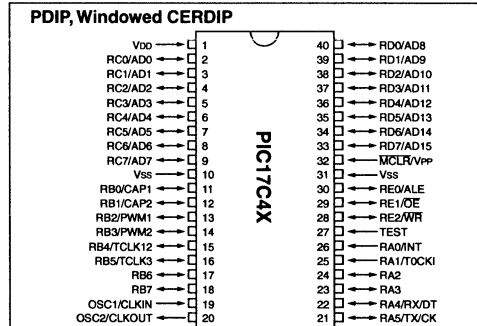 PDIP, Windowed CERDIP
VDD 1 40 RD0/AD8
RC0/AD0 2 39 RD1/AD9
RC1/AD1 3 38 RD2/AD10
RC2/AD2 4 37 RD3/AD11
RC3/AD3 5 36 RD4/AD12
RC4/AD4 6 35 RD5/AD13
RC5/AD5 7 34 RD6/AD14
RC6/AD6 8 33 RD7/AD15
RC7/AD7 9 32 MCLR/VPP
VSS 10 31 VSS
RB0/CAP1 11 30 RE0/ALE
RB1/CAP2 12 29 RE1/OE
RB2/PWM1 13 28 RE2/WR
RB3/PWM2 14 27 TEST
RB4/TCLK12 15 26 RA0/INT
RB5/TCLK3 16 25 RA1/T0CKI
RB6 17 24 RA2
RB7 18 23 RA3
OSC1/CLKIN 19 22 RA4/RX/DT
OSC2/CLKOUT 20 21 RA5/TX/CK
PIC17C4X